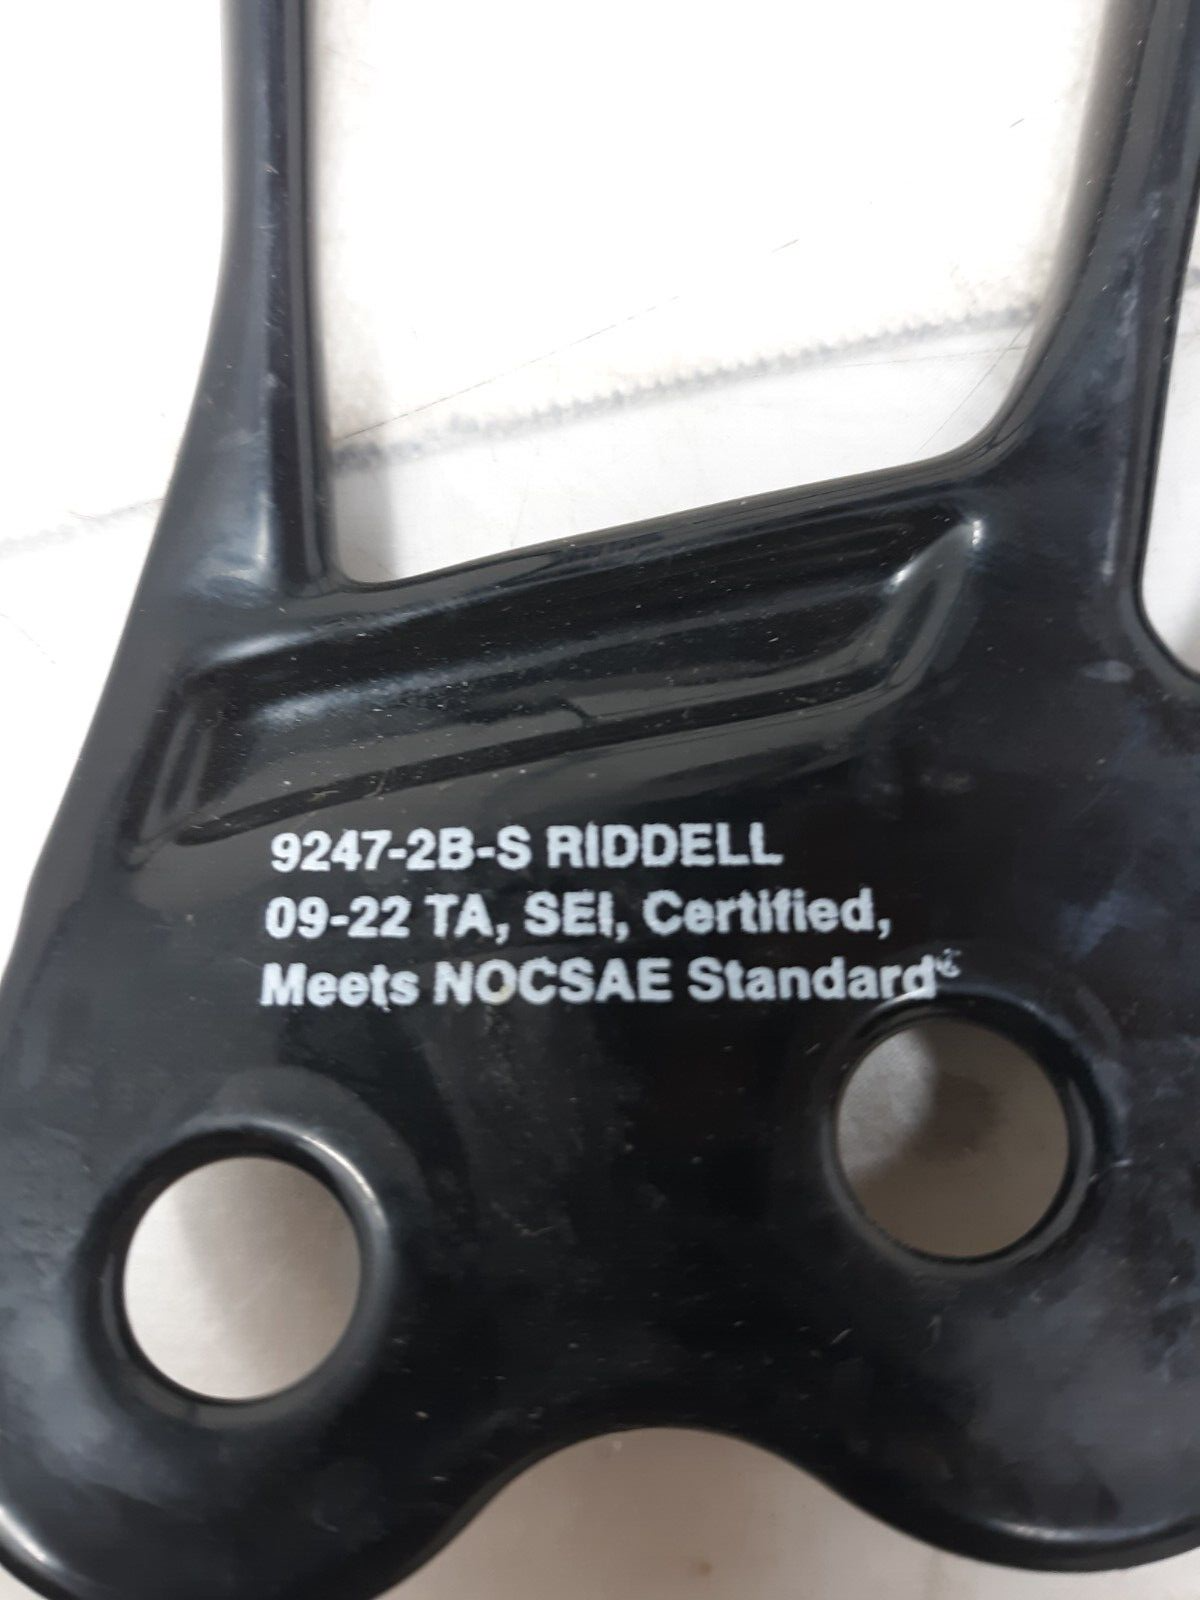 9247-2B-S RIDDELL
09-22 TA, SEI, Certified,
Meets NOCSAE Standard®